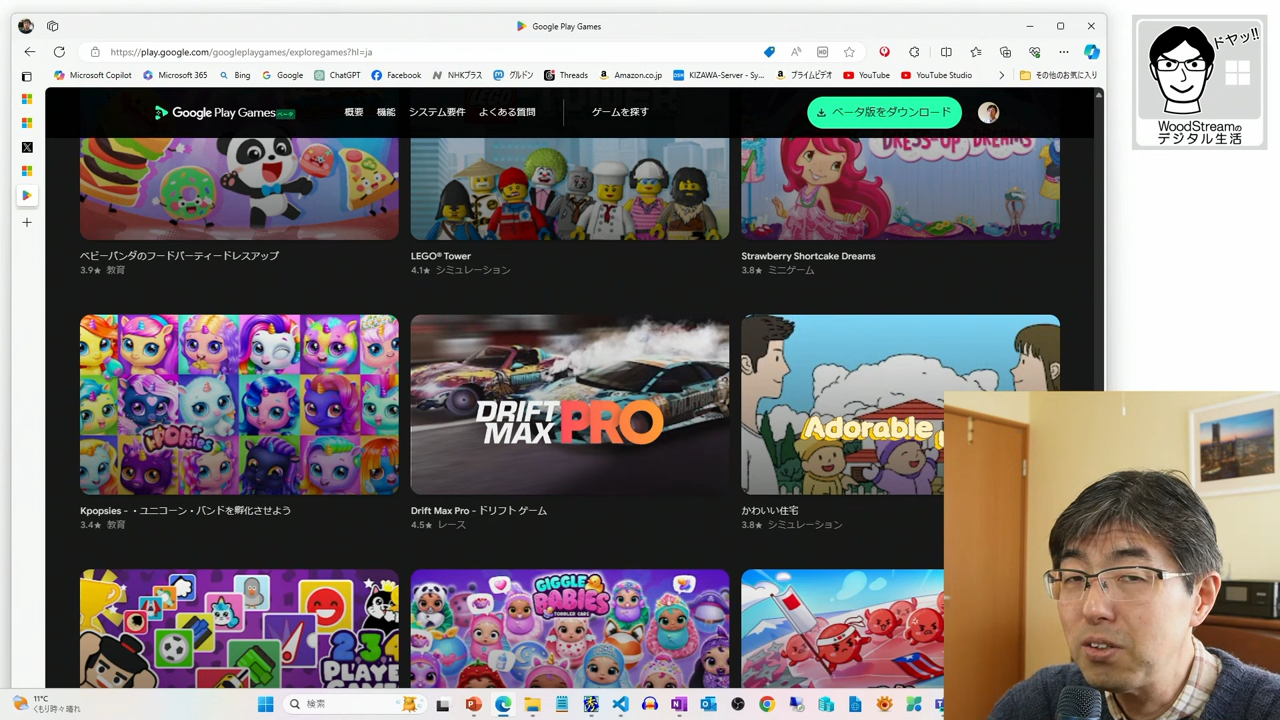 Google Play Games
https://play.google.com/googleplaygames/exploregames?hl=ja
Microsoft Copilot
Microsoft 365
Bing
Google
ChatGPT
Facebook
NHKプラス
グルドン
Threads
Amazon.co.jp
KIZAWA-Server - Sy...
プライムビデオ
YouTube
YouTube Studio
その他のお気に入り
Google Play Games ベータ
概要
機能
システム要件
よくある質問
ゲームを探す
ベータ版をダウンロード
ドヤッ!!
WoodStreamの
デジタル生活
DRESS-UP DREAMS
ベビーパンダのフードパーティードレスアップ
3.9★ 教育
LEGO® Tower
4.1★ シミュレーション
Strawberry Shortcake Dreams
3.8★ ミニゲーム
KPOPSIES
DRIFT
MAX PRO
Adorable
Kpopsies - ・ユニコーン・バンドを孵化させよう
3.4★ 教育
Drift Max Pro - ドリフト ゲーム
4.5★ レース
かわいい住宅
3.8★ シミュレーション
234
PLAYER
GIGGLE
BABIES
TODDLER CARE
11°C
くもり時々晴れ
検索